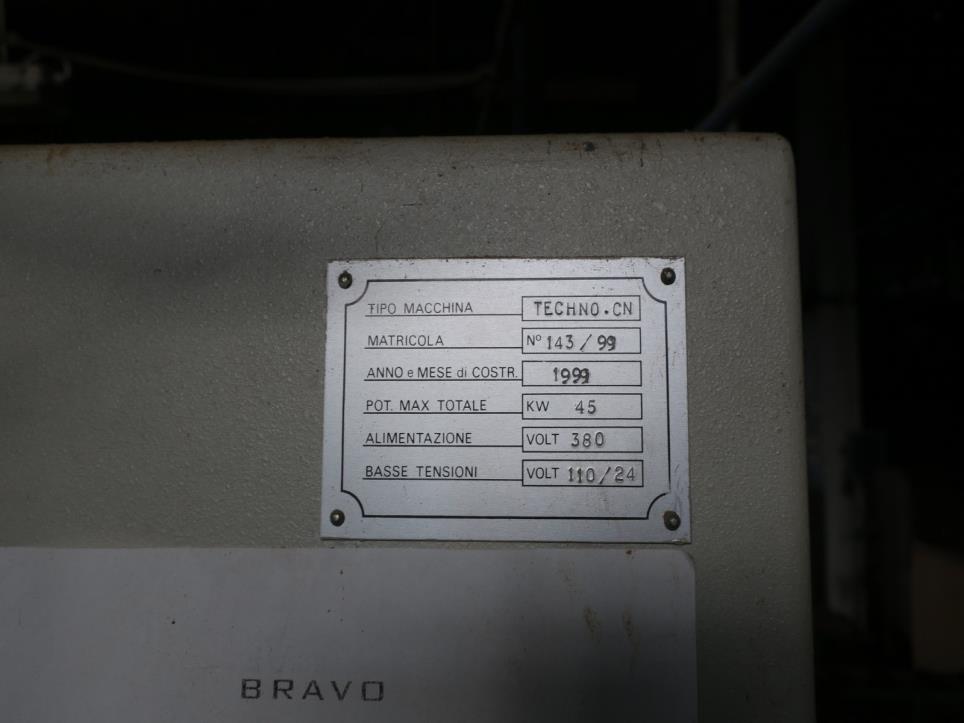 TIPO MACCHINA TECHNO.CN
MATRICOLA N° 143/99
ANNO e MESE di COSTR. 1999
POT. MAX TOTALE KW 45
ALIMENTAZIONE VOLT 380
BASSE TENSIONI VOLT 110/24
BRAVO